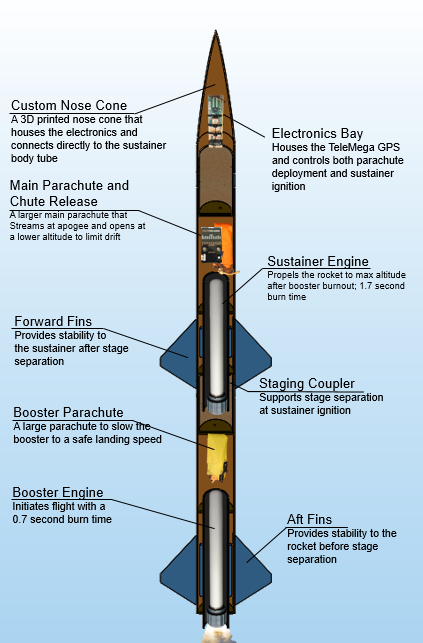 Custom Nose Cone
A 3D printed nose cone that
houses the electronics and
connects directly to the sustainer
body tube
Electronics Bay
Houses the TeleMega GPS
and controls both parachute
deployment and sustainer
ignition
Main Parachute and
Chute Release
A larger main parachute that
Streams at apogee and opens at
a lower altitude to limit drift
Sustainer Engine
Propels the rocket to max altitude
after booster burnout; 1.7 second
burn time
Forward Fins
Provides stability to
the sustainer after stage
separation
Staging Coupler
Supports stage separation
at sustainer ignition
Booster Parachute
A large parachute to slow the
booster to a safe landing speed
Booster Engine
Initiates flight with a
0.7 second burn time
Aft Fins
Provides stability to the
rocket before stage
separation